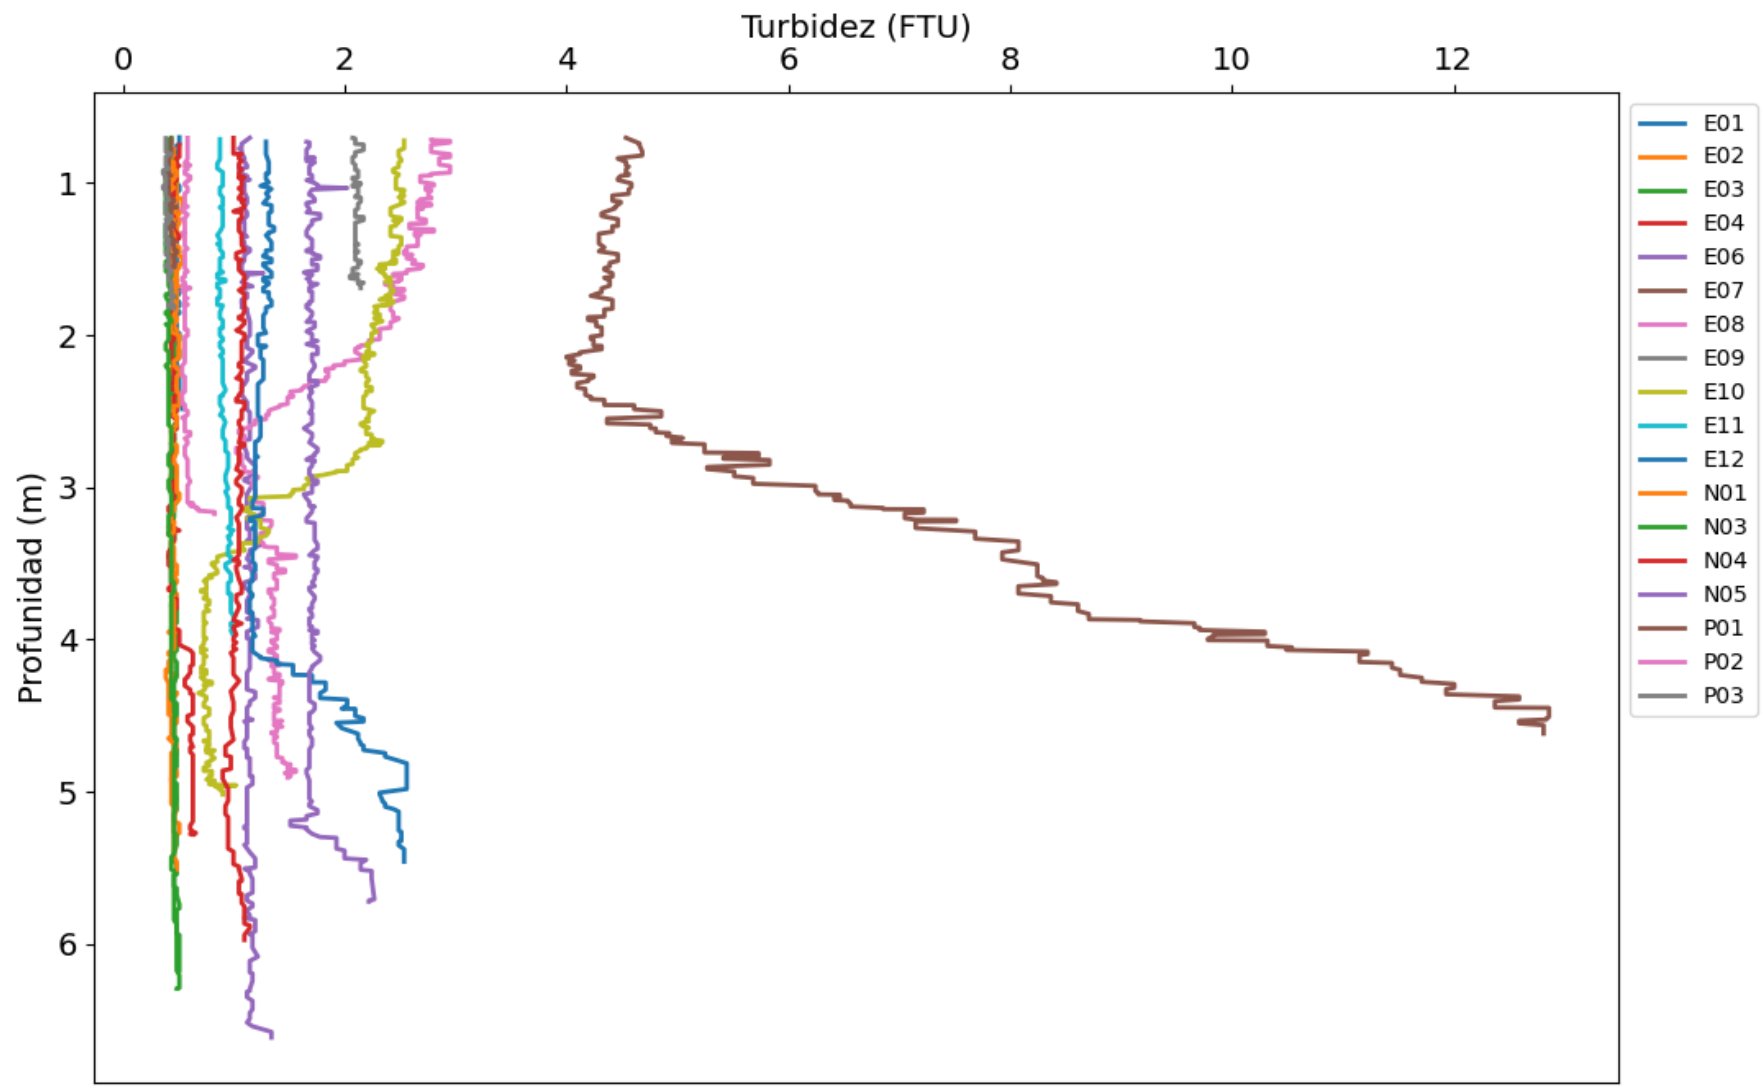 Turbidez (FTU)
0 2 4 6 8 10 12
1
2
3
4
5
6
Profunidad (m)
E01
E02
E03
E04
E06
E07
E08
E09
E10
E11
E12
N01
N03
N04
N05
P01
P02
P03